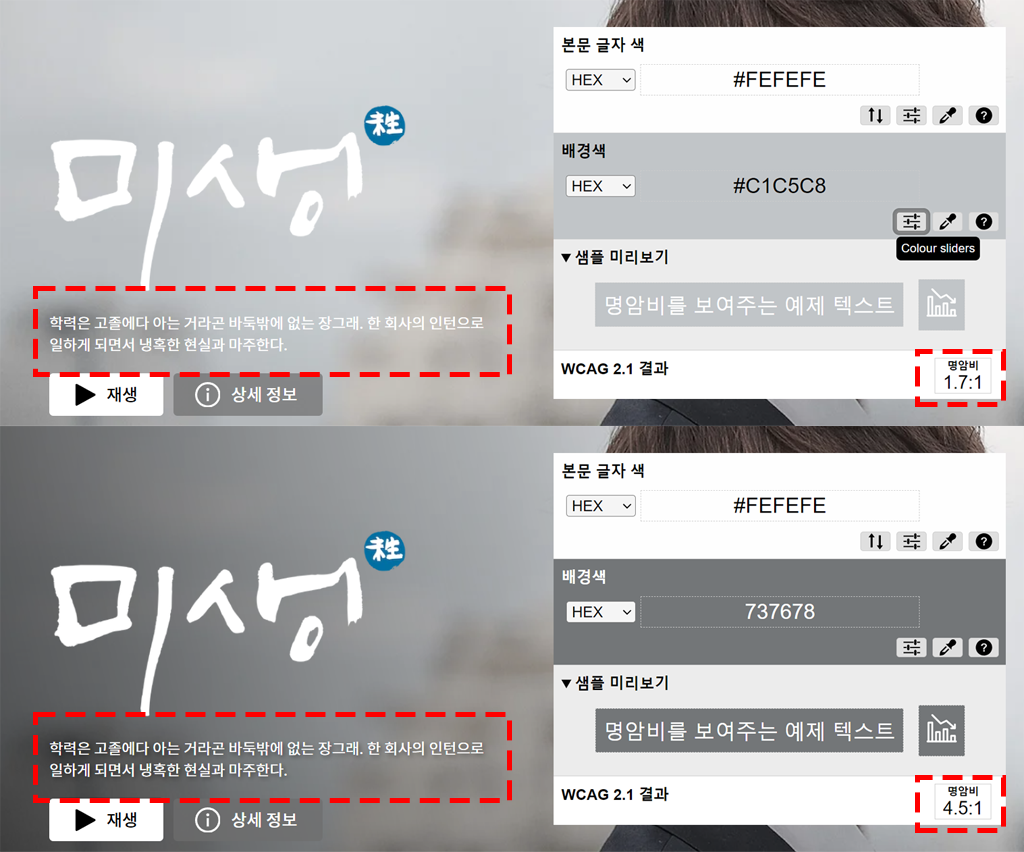 미생
未生
학력은 고졸에다 아는 거라곤 바둑밖에 없는 장그래. 한 회사의 인턴으로
일하게 되면서 냉혹한 현실과 마주한다.
재생
상세 정보
본문 글자 색
HEX
#FEFEFE
배경색
HEX
#C1C5C8
Colour sliders
샘플 미리보기
명암비를 보여주는 예제 텍스트
WCAG 2.1 결과
명암비
1.7:1
미생
未生
학력은 고졸에다 아는 거라곤 바둑밖에 없는 장그래. 한 회사의 인턴으로
일하게 되면서 냉혹한 현실과 마주한다.
재생
상세 정보
본문 글자 색
HEX
#FEFEFE
배경색
HEX
737678
샘플 미리보기
명암비를 보여주는 예제 텍스트
WCAG 2.1 결과
명암비
4.5:1